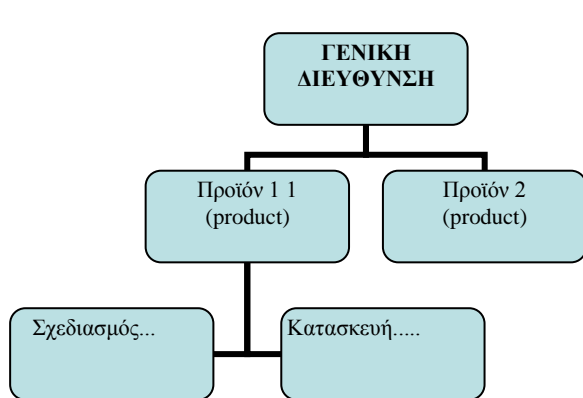 ΓΕΝΙΚΗ
ΔΙΕΥΘΥΝΣΗ
Προϊόν 1 1
(product)
Προϊόν 2
(product)
Σχεδιασμός...
Κατασκευή.....